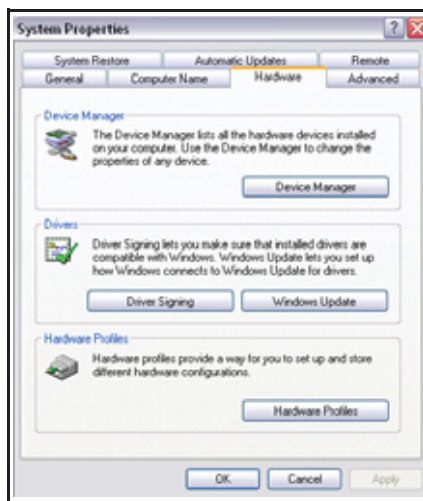 System Properties
System Restore Automatic Updates Remote
General Computer Name Hardware Advanced
Device Manager
The Device Manager lists all the hardware devices installed
on your computer. Use the Device Manager to change the
properties of any device.
Device Manager
Drivers
Driver Signing lets you make sure that installed drivers are
compatible with Windows. Windows Update lets you set up
how Windows connects to Windows Update for drivers.
Driver Signing Windows Update
Hardware Profiles
Hardware profiles provide a way for you to set up and store
different hardware configurations.
Hardware Profiles
OK Cancel Apply